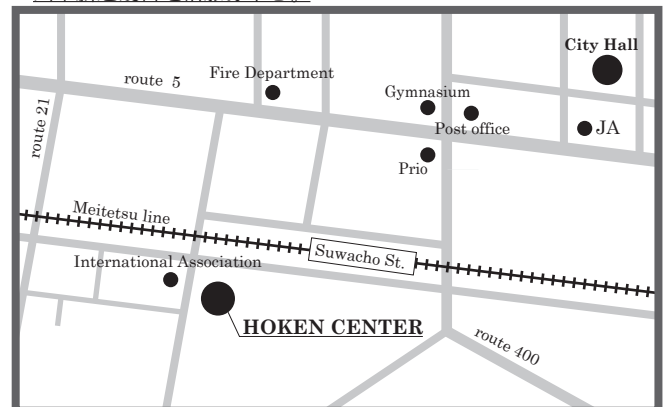 City Hall
route 5
Fire Department
Gymnasium
Post office
JA
route 21
Prio
Meitetsu line
Suwacho St.
International Association
HOKEN CENTER
route 400